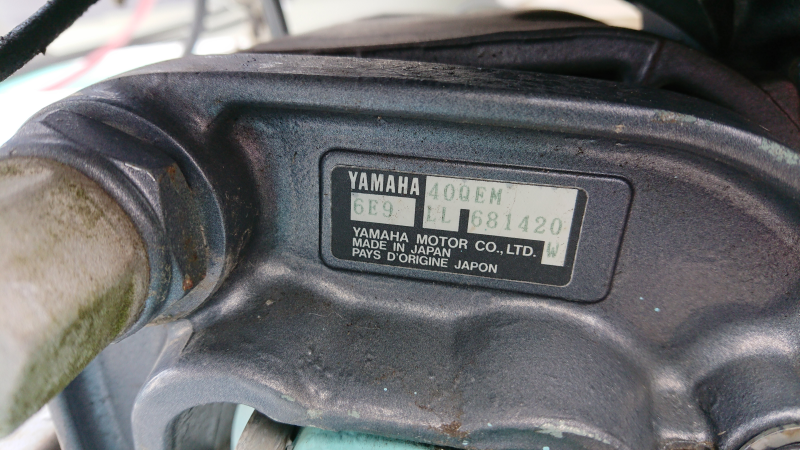 YAMAHA 40QEM
6E9 LL 681420
YAMAHA MOTOR CO., LTD. W
MADE IN JAPAN
PAYS D'ORIGINE JAPON